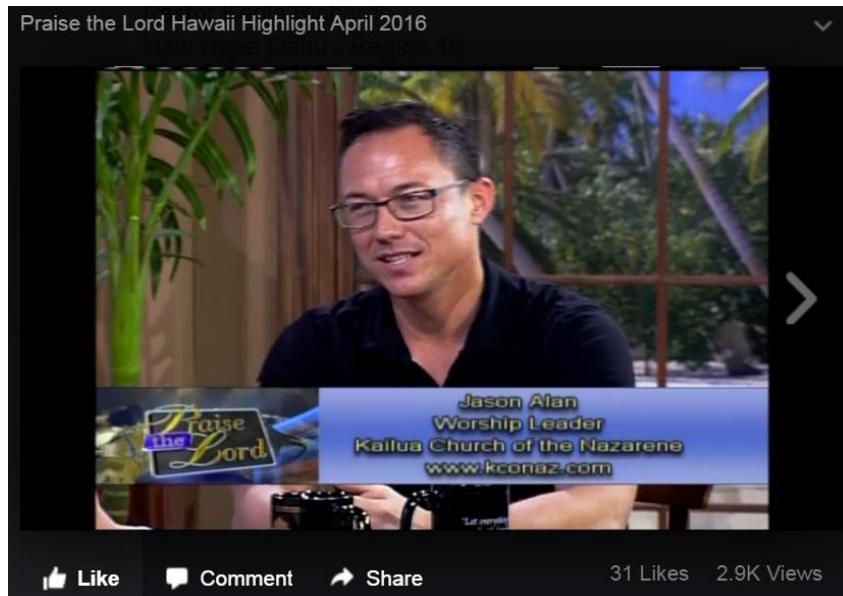 Praise the Lord Hawaii Highlight April 2016
New Hope Oahu - Region 10
Praise
the
Lord
Jason Alan
Worship Leader
Kailua Church of the Nazarene
www.kconaz.com
"Let
Like
Comment
Share
31 Likes
2.9K Views